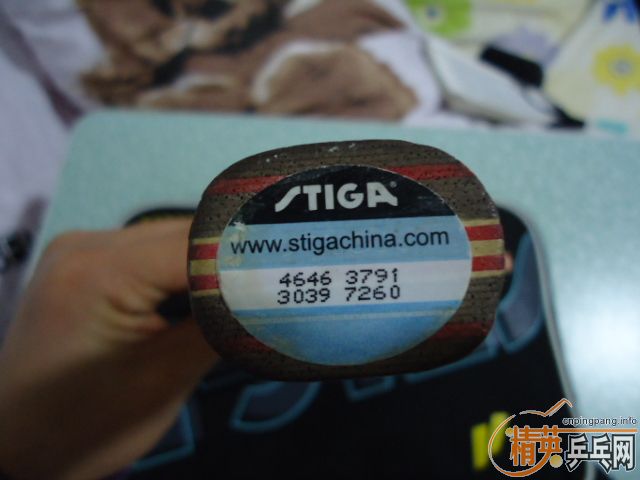 STIGA
www.stigachina.com
4646 3791
3039 7260
cnpingpang.info
精英乒乓网